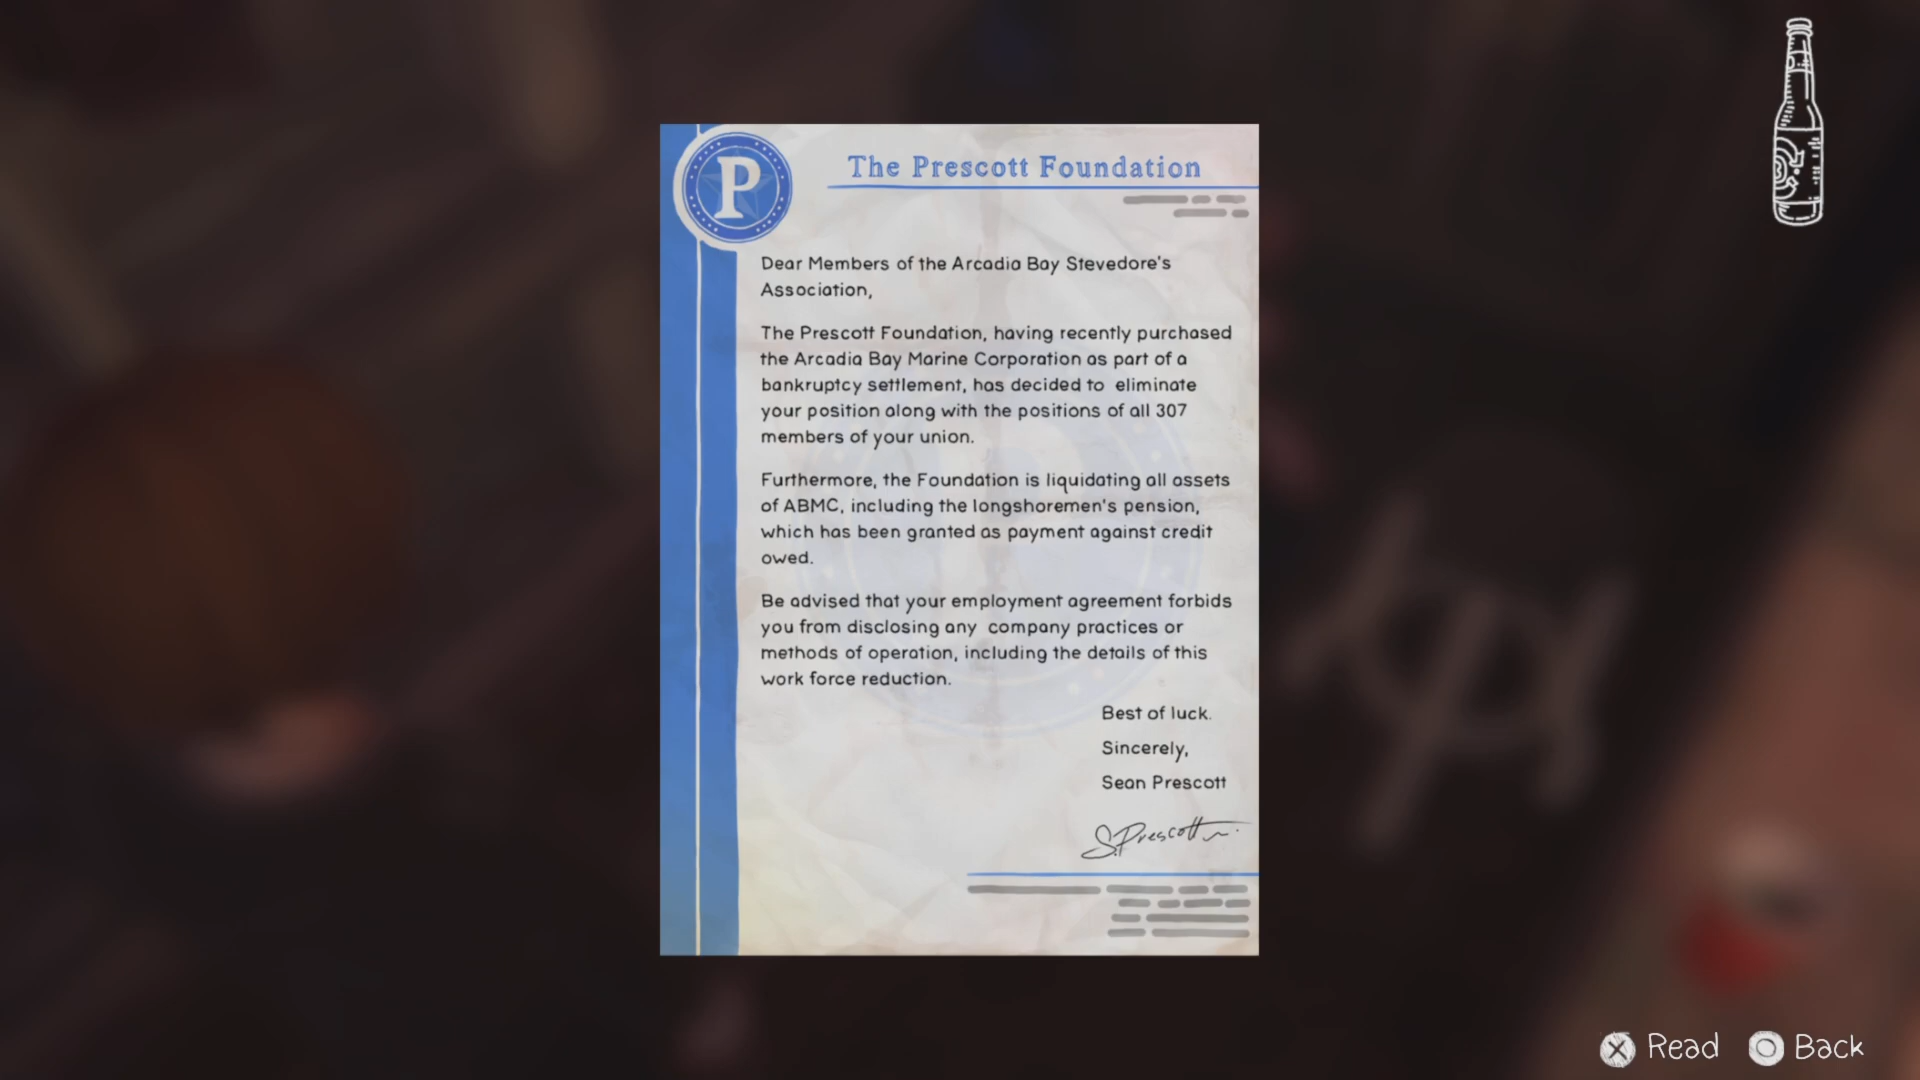 P
The Prescott Foundation
Dear Members of the Arcadia Bay Stevedore's
Association,
The Prescott Foundation, having recently purchased
the Arcadia Bay Marine Corporation as part of a
bankruptcy settlement, has decided to eliminate
your position along with the positions of all 307
members of your union.
Furthermore, the Foundation is liquidating all assets
of ABMC, including the longshoremen's pension,
which has been granted as payment against credit
owed.
Be advised that your employment agreement forbids
you from disclosing any company practices or
methods of operation, including the details of this
work force reduction.
Best of luck.
Sincerely,
Sean Prescott
S.Prescott
Read
Back